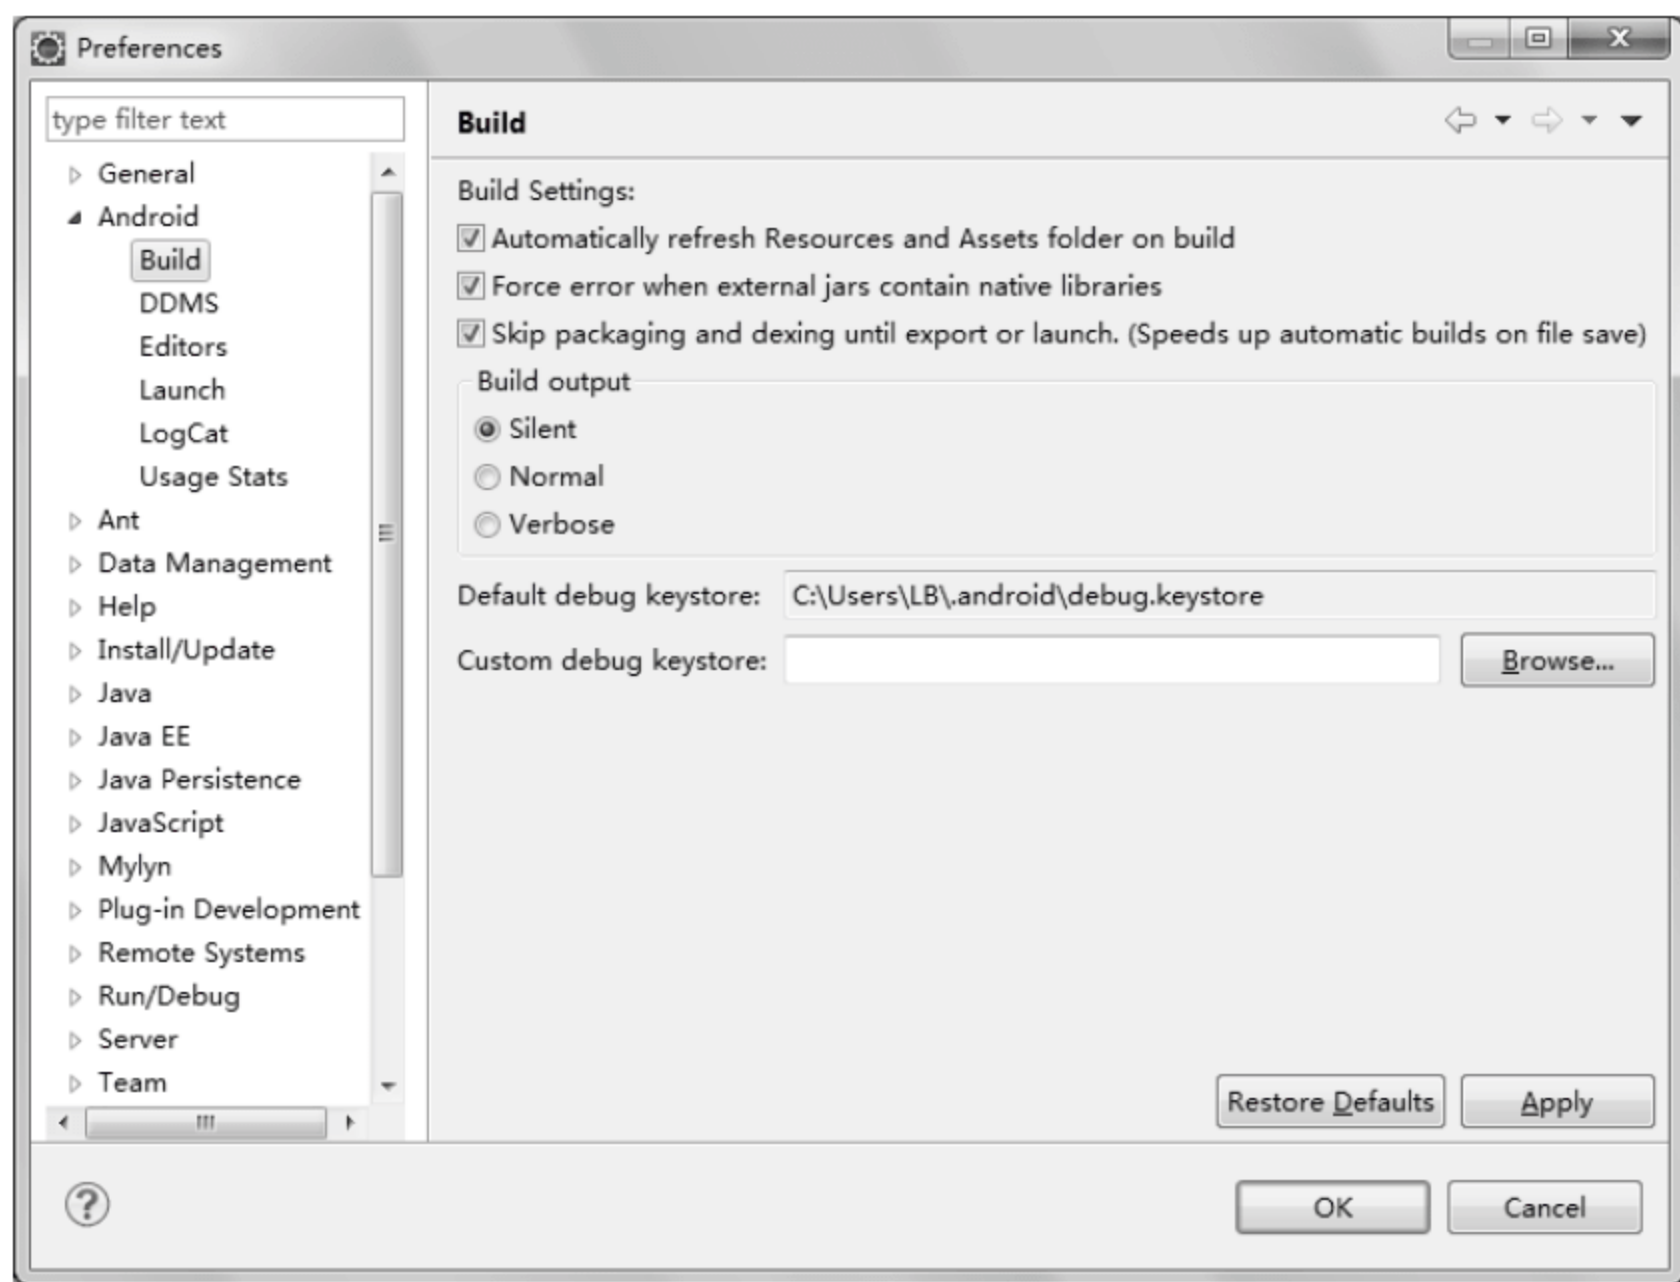 Preferences
type filter text
General
Android
Build
DDMS
Editors
Launch
LogCat
Usage Stats
Ant
Data Management
Help
Install/Update
Java
Java EE
Java Persistence
JavaScript
Mylyn
Plug-in Development
Remote Systems
Run/Debug
Server
Team
Build
Build Settings:
Automatically refresh Resources and Assets folder on build
Force error when external jars contain native libraries
Skip packaging and dexing until export or launch. (Speeds up automatic builds on file save)
Build output
Silent
Normal
Verbose
Default debug keystore: C:\Users\LB\.android\debug.keystore
Custom debug keystore: Browse...
Restore Defaults Apply
OK Cancel